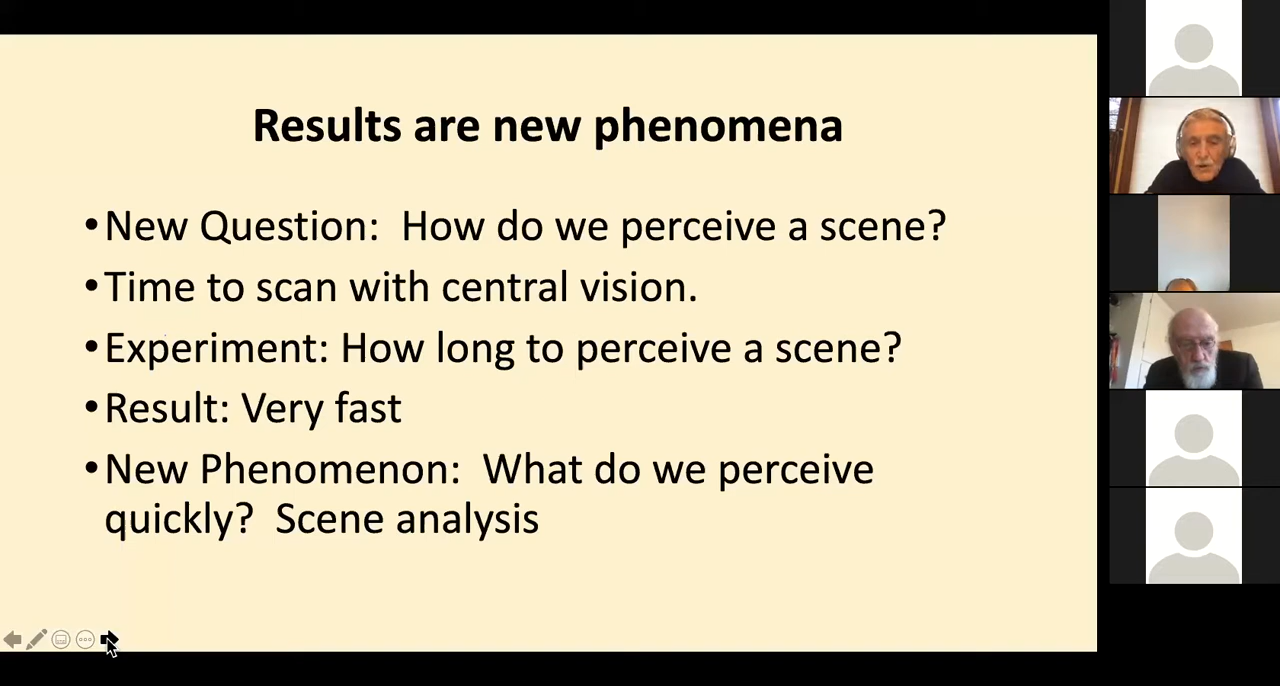 Results are new phenomena
•New Question:  How do we perceive a scene?
•Time to scan with central vision.
•Experiment: How long to perceive a scene?
•Result: Very fast
•New Phenomenon:  What do we perceive
quickly?  Scene analysis